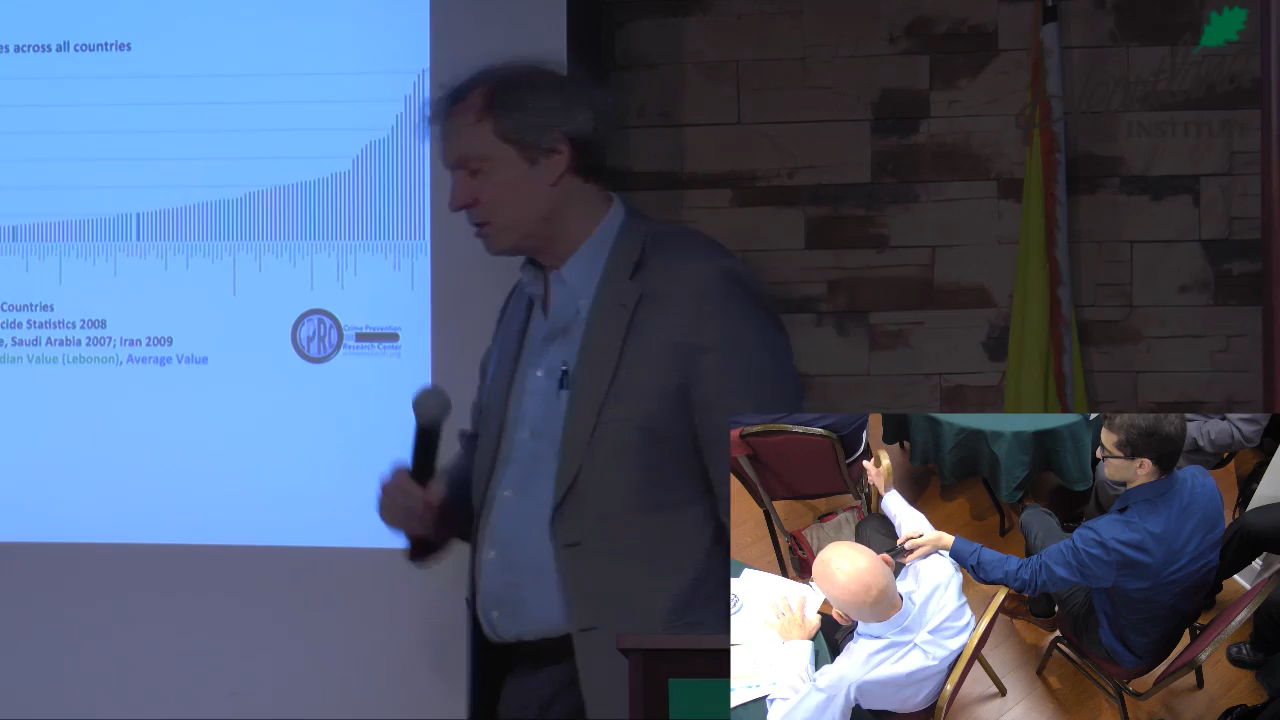 es across all countries
INSTITUTE
Countries
cide Statistics 2008
e, Saudi Arabia 2007; Iran 2009
dian Value (Lebonon), Average Value
CPRC
Crime Prevention
Research Center